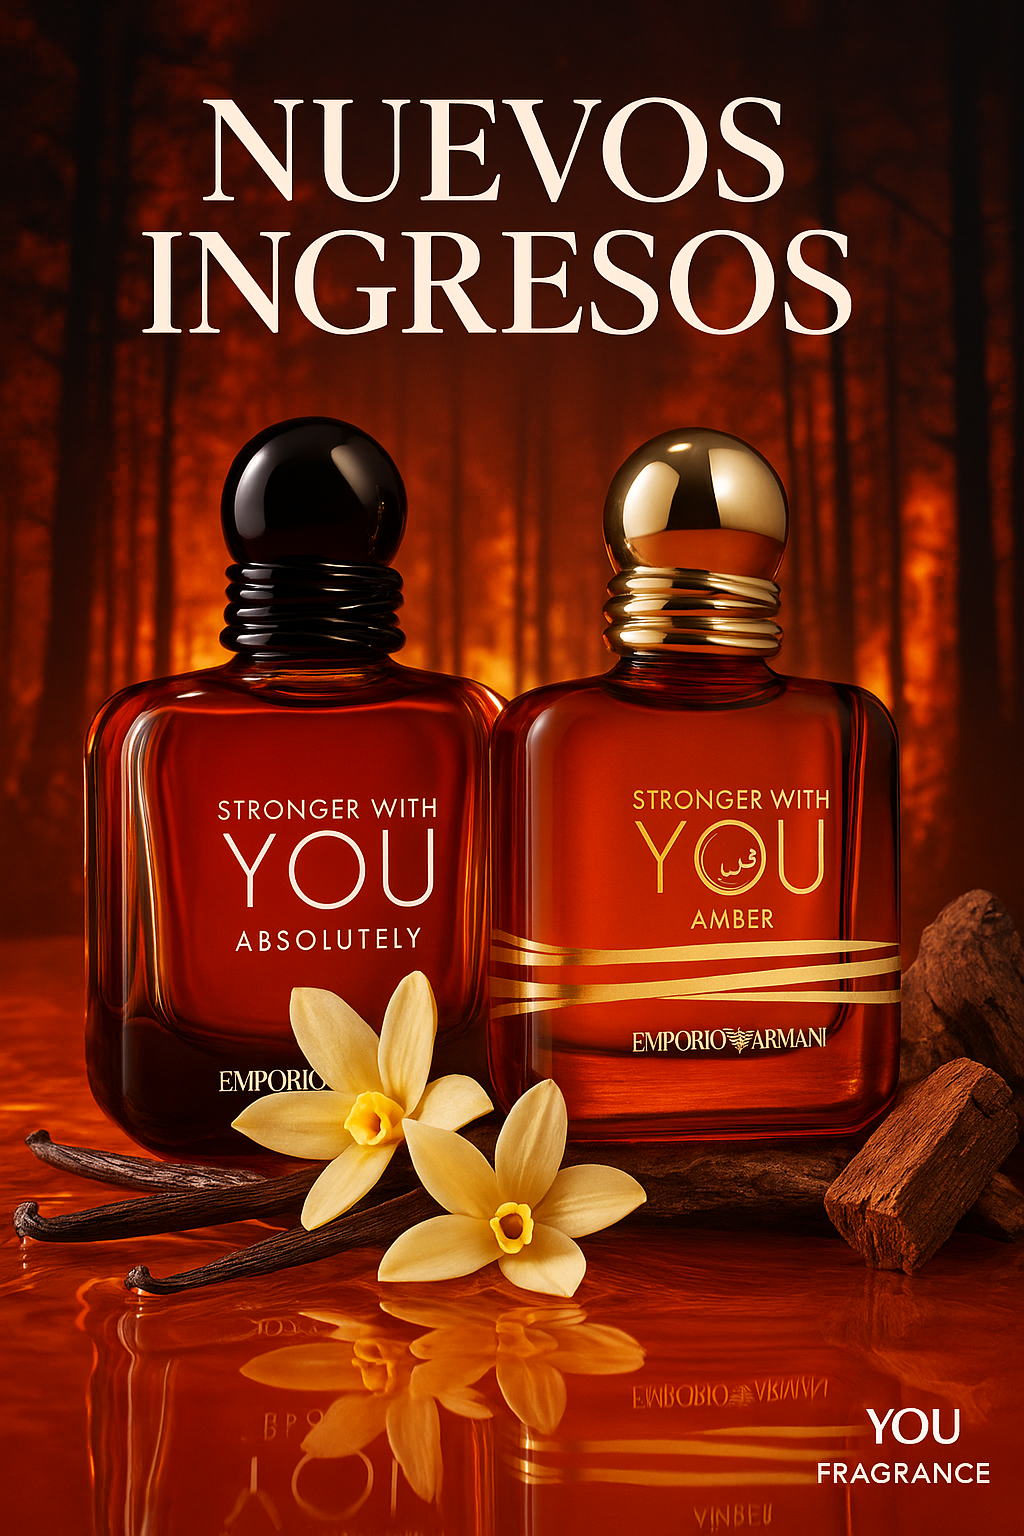 NUEVOS
INGRESOS
STRONGER WITH
YOU
ABSOLUTELY
EMPORIO
STRONGER WITH
YOU
AMBER
EMPORIO ARMANI
YOU
FRAGRANCE